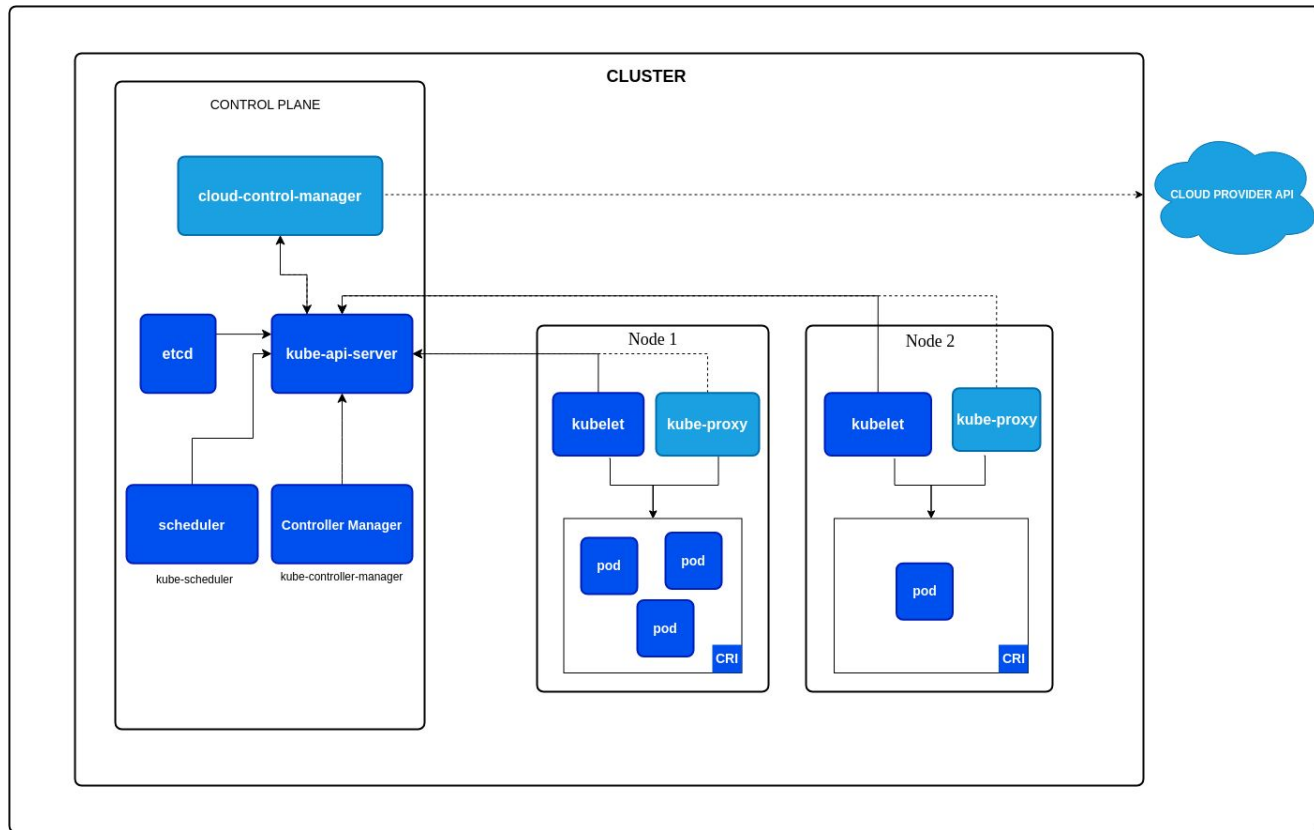 CLUSTER
CONTROL PLANE
cloud-control-manager
CLOUD PROVIDER API
etcd
kube-api-server
scheduler
kube-scheduler
Controller Manager
kube-controller-manager
Node 1
kubelet
kube-proxy
pod
pod
pod
CRI
Node 2
kubelet
kube-proxy
pod
CRI